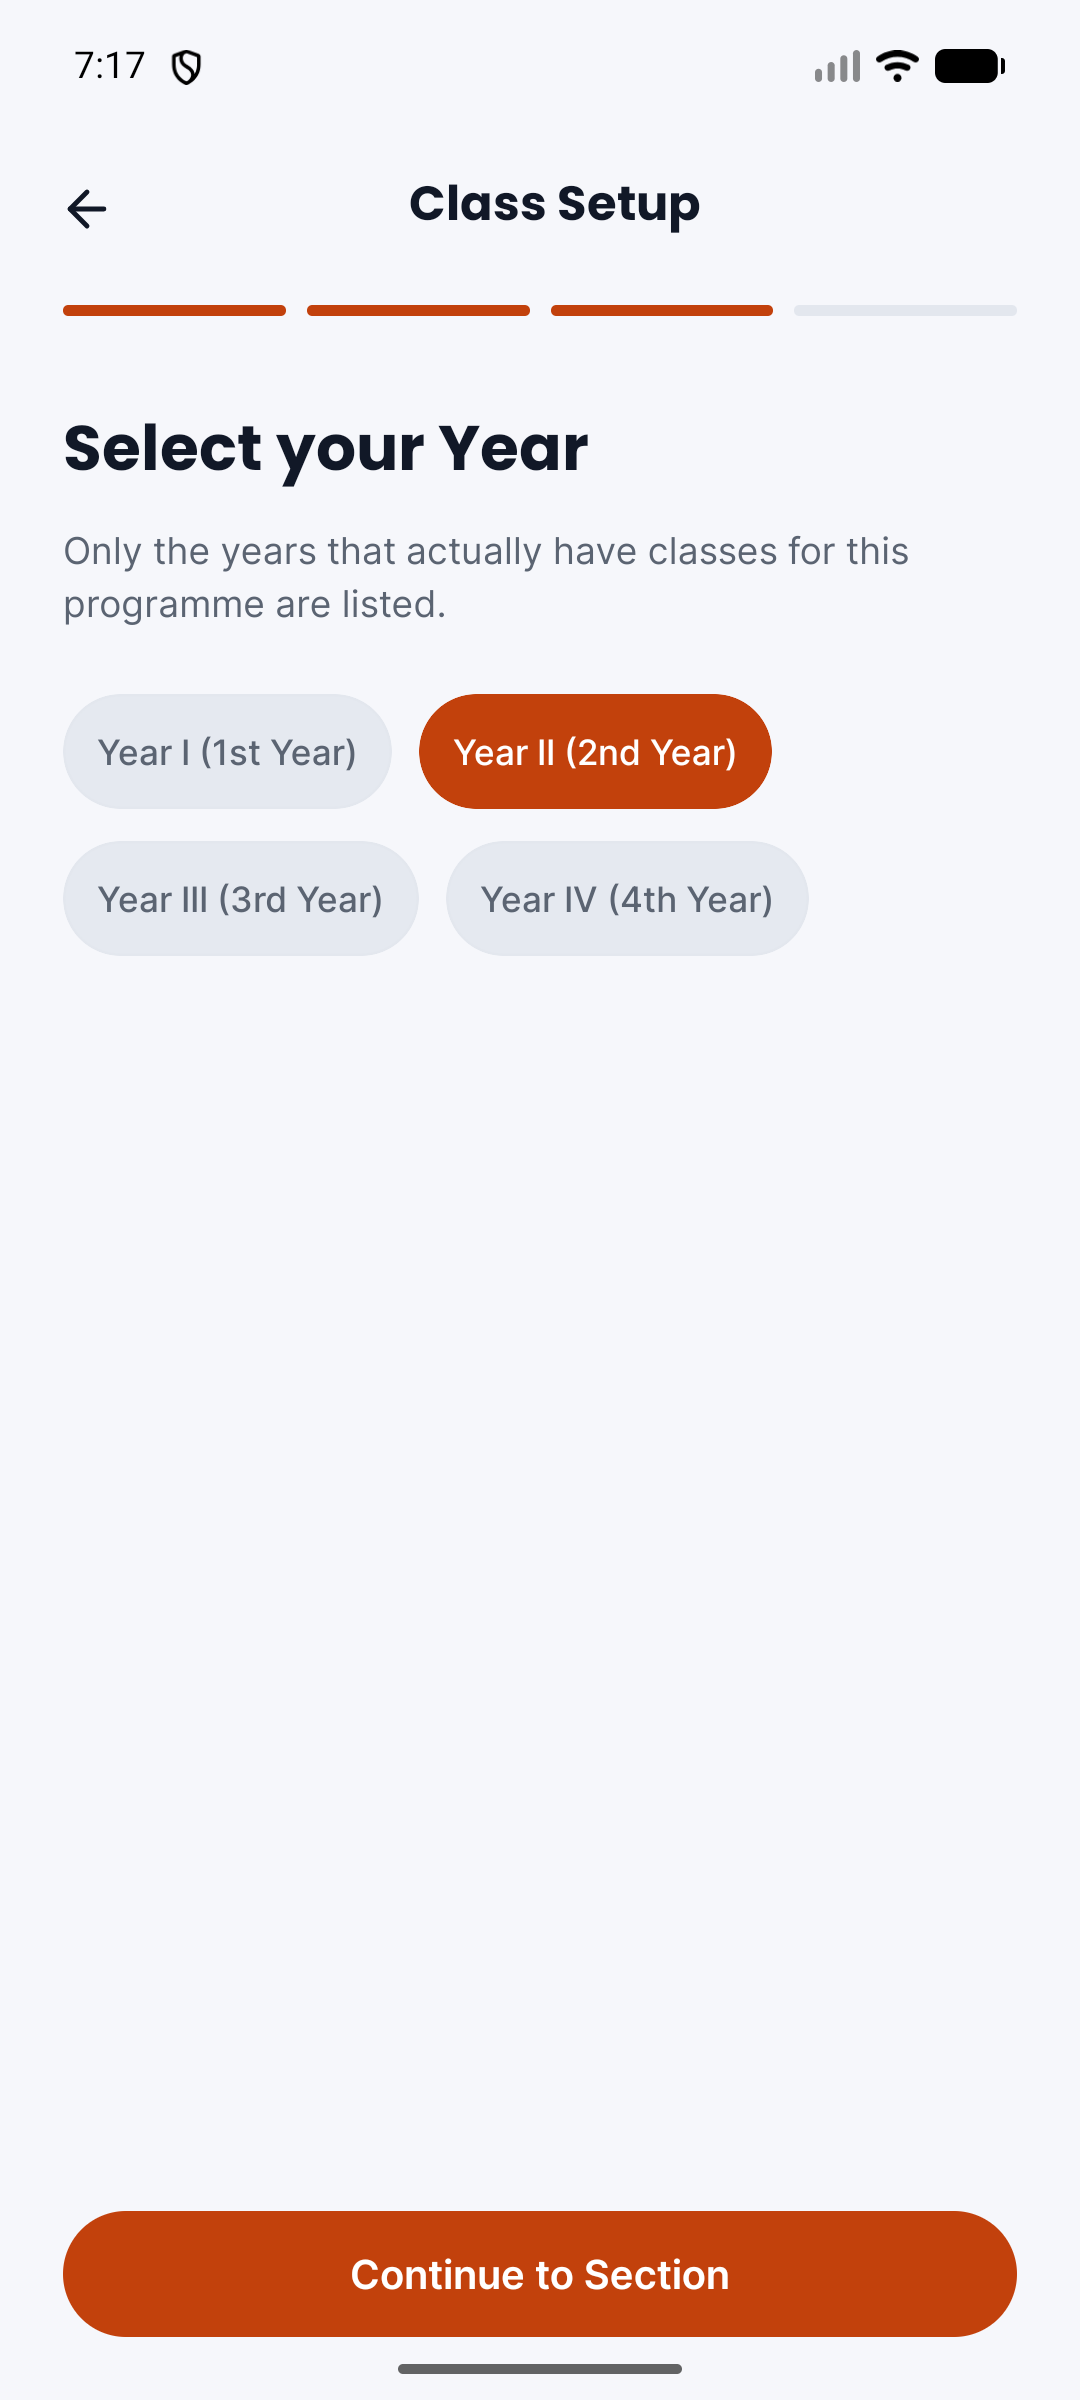 7:17
Class Setup
Select your Year
Only the years that actually have classes for this
programme are listed.
Year I (1st Year)
Year II (2nd Year)
Year III (3rd Year)
Year IV (4th Year)
Continue to Section